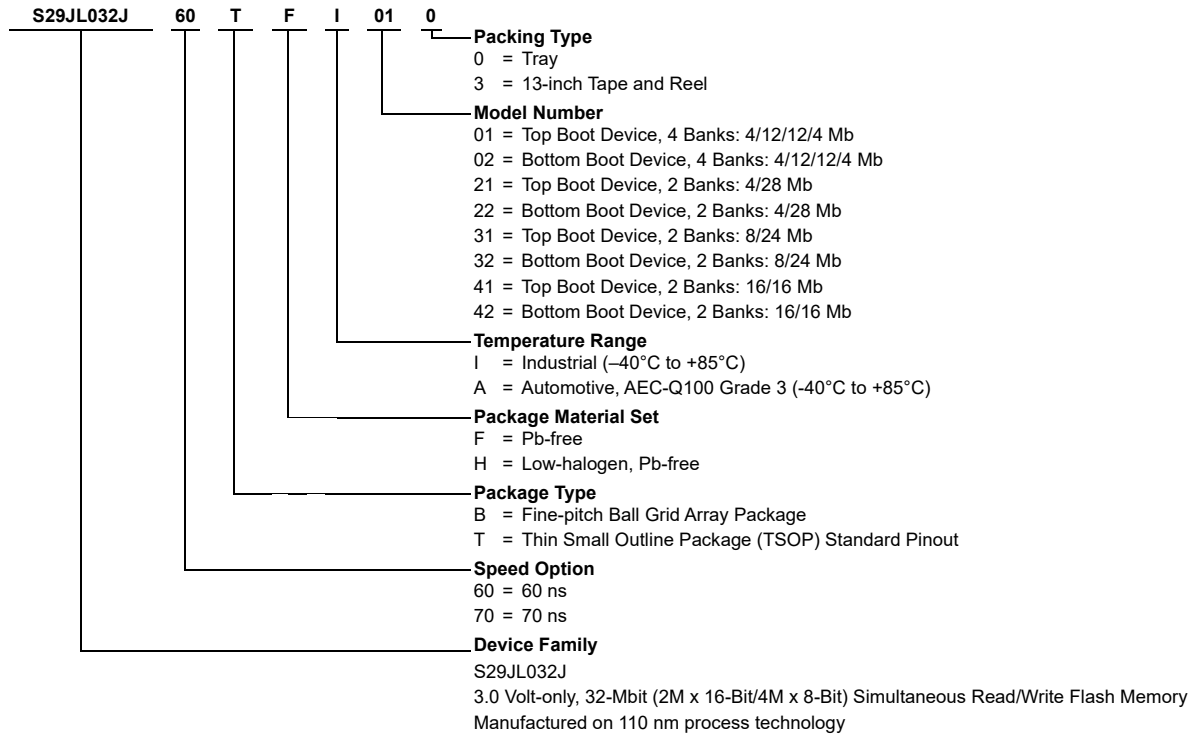 S29JL032J 60 T F I 01 0
Packing Type
0 = Tray
3 = 13-inch Tape and Reel
Model Number
01 = Top Boot Device, 4 Banks: 4/12/12/4 Mb
02 = Bottom Boot Device, 4 Banks: 4/12/12/4 Mb
21 = Top Boot Device, 2 Banks: 4/28 Mb
22 = Bottom Boot Device, 2 Banks: 4/28 Mb
31 = Top Boot Device, 2 Banks: 8/24 Mb
32 = Bottom Boot Device, 2 Banks: 8/24 Mb
41 = Top Boot Device, 2 Banks: 16/16 Mb
42 = Bottom Boot Device, 2 Banks: 16/16 Mb
Temperature Range
I = Industrial (–40°C to +85°C)
A = Automotive, AEC-Q100 Grade 3 (-40°C to +85°C)
Package Material Set
F = Pb-free
H = Low-halogen, Pb-free
Package Type
B = Fine-pitch Ball Grid Array Package
T = Thin Small Outline Package (TSOP) Standard Pinout
Speed Option
60 = 60 ns
70 = 70 ns
Device Family
S29JL032J
3.0 Volt-only, 32-Mbit (2M x 16-Bit/4M x 8-Bit) Simultaneous Read/Write Flash Memory
Manufactured on 110 nm process technology